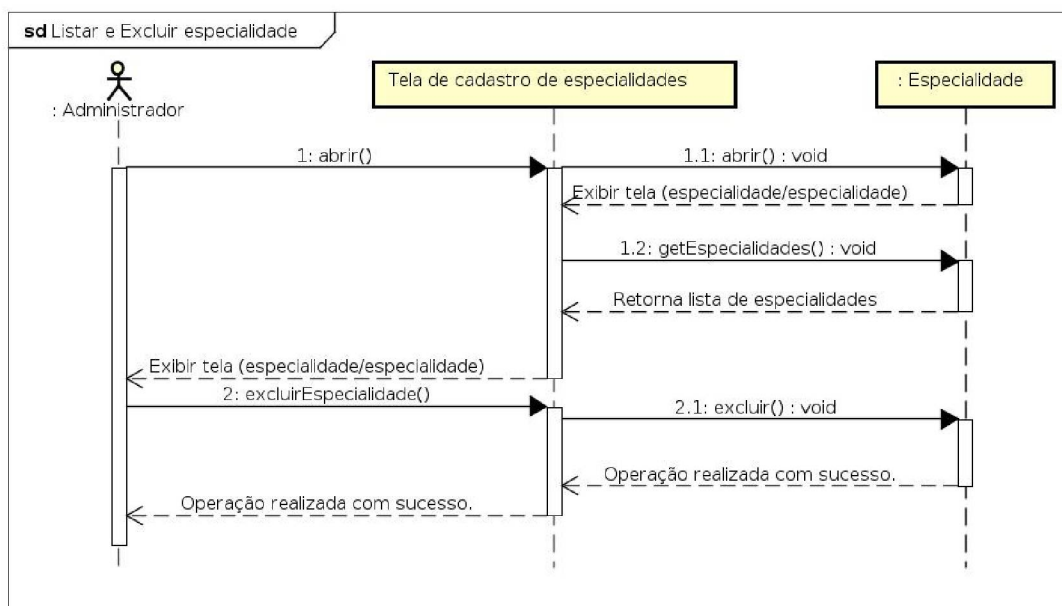 sd Listar e Excluir especialidade
: Administrador
Tela de cadastro de especialidades
: Especialidade
1: abrir()
1.1: abrir() : void
Exibir tela (especialidade/especialidade)
1.2: getEspecialidades() : void
Retorna lista de especialidades
Exibir tela (especialidade/especialidade)
2: excluirEspecialidade()
2.1: excluir() : void
Operação realizada com sucesso.
Operação realizada com sucesso.